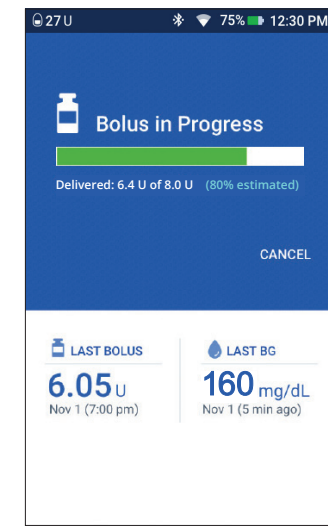 27 U 75% 12:30 PM
Bolus in Progress
Delivered: 6.4 U of 8.0 U (80% estimated)
CANCEL
LAST BOLUS
6.05 U
Nov 1 (7:00 pm)
LAST BG
160 mg/dL
Nov 1 (5 min ago)